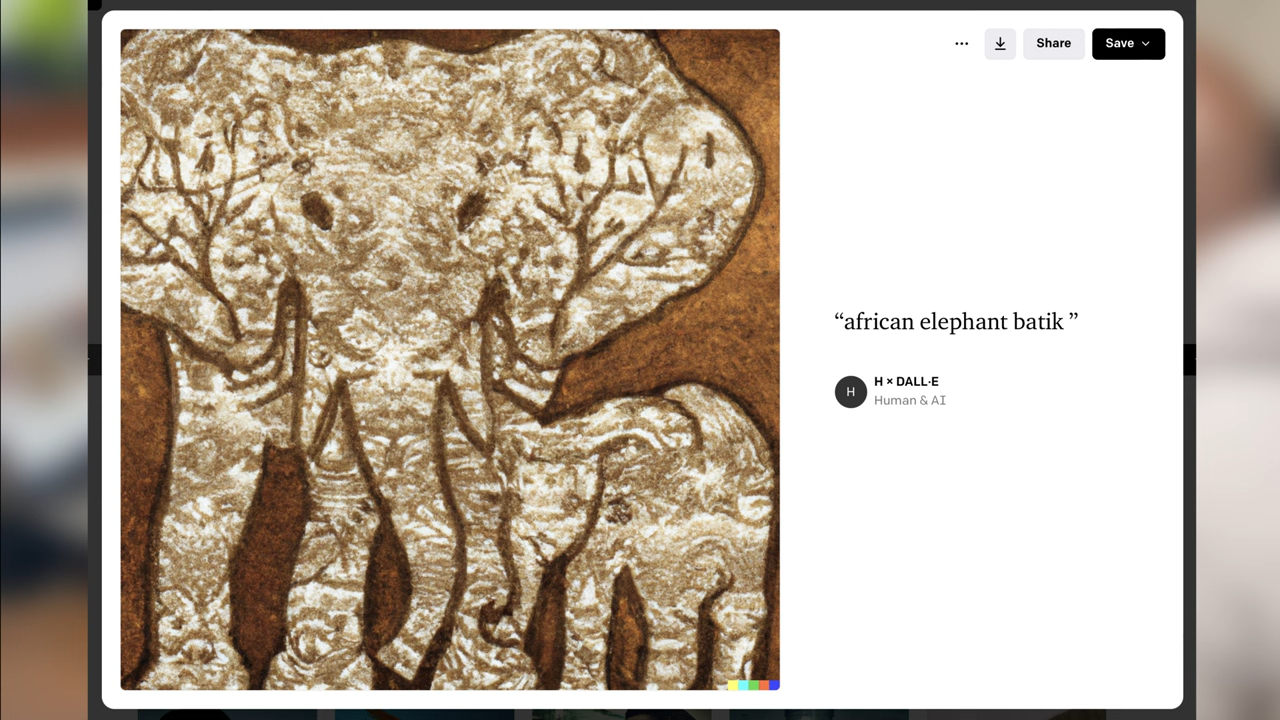 Share
Save
“african elephant batik ”
H
H × DALL·E
Human & AI